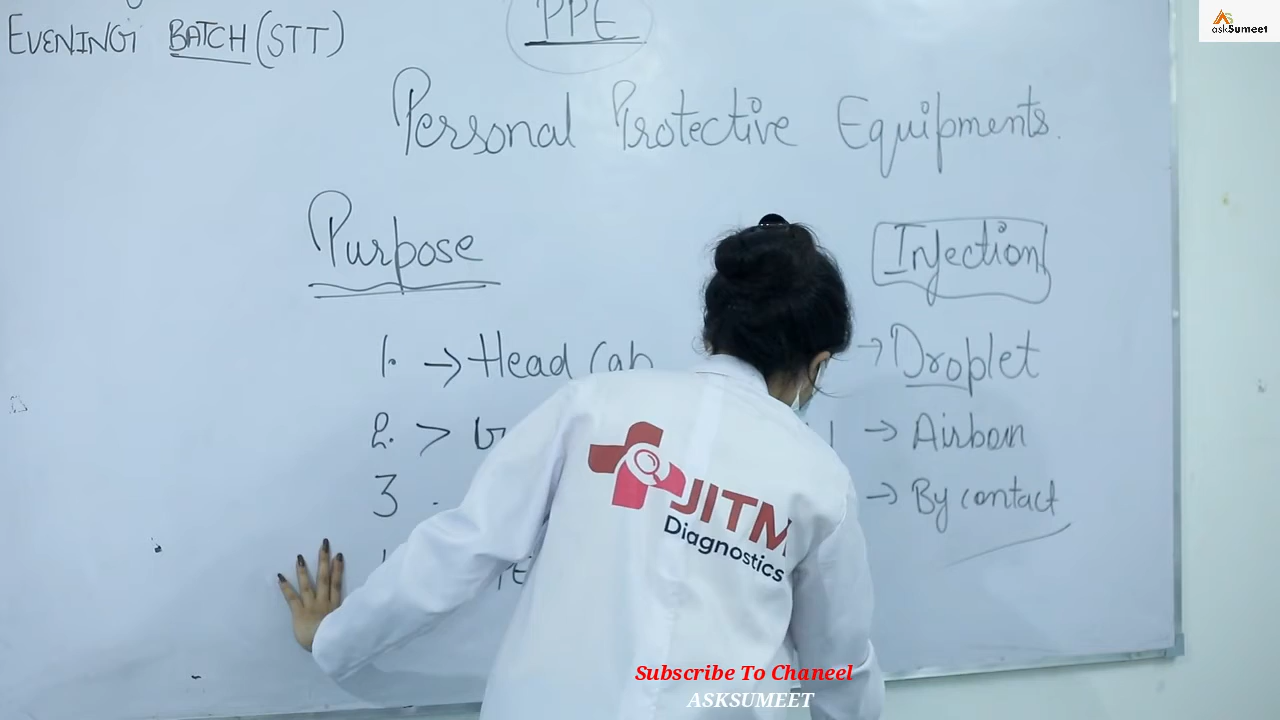 askSumeet
EVENING BATCH (STT)
PPE
Personal Protective Equipments.
Purpose
Injection
1. → Head Cap
→ Droplet
2. >
→ Airborn
3
→ By contact
JITM
Diagnostics
Subscribe To Chaneel
ASKSUMEET